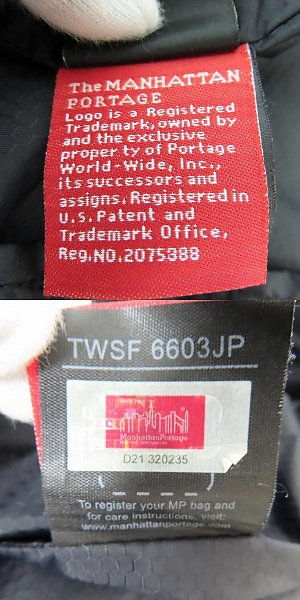 The MANHATTAN
PORTAGE
Logo is a Registered
Trademark, owned by
and the exclusive
property of Portage
World-Wide, Inc.,
its successors and
assigns. Registered in
U.S. Patent and
Trademark Office,
Reg.NO.2075388
TWSF 6603JP
ManhattanPortage
D21 320235
To register your MP bag and
for care instructions, visit:
www.manhattanportage.com